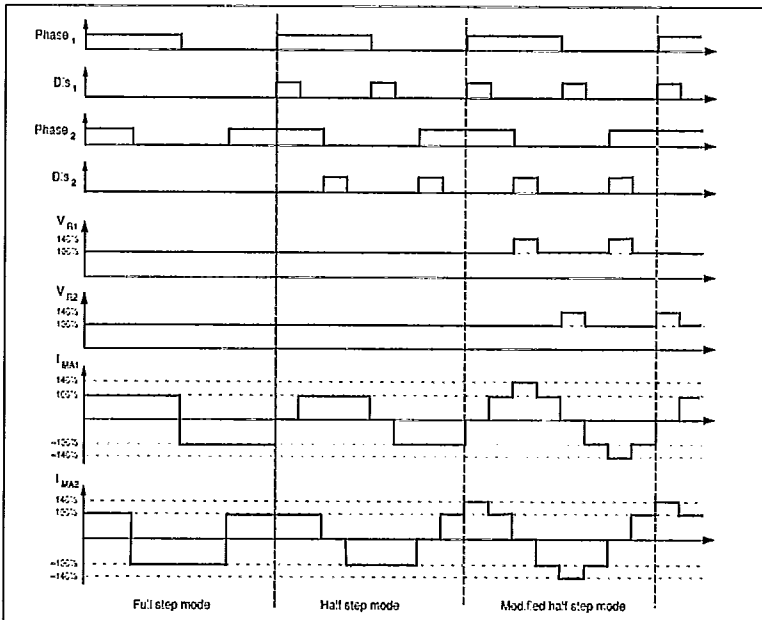 Phase 1
Dis 1
Phase 2
Dis 2
V R1
140%
100%
V R2
140%
100%
I MA1
140%
100%
–100%
–140%
I MA2
140%
100%
–100%
–140%
Full step mode
Half step mode
Modified half step mode